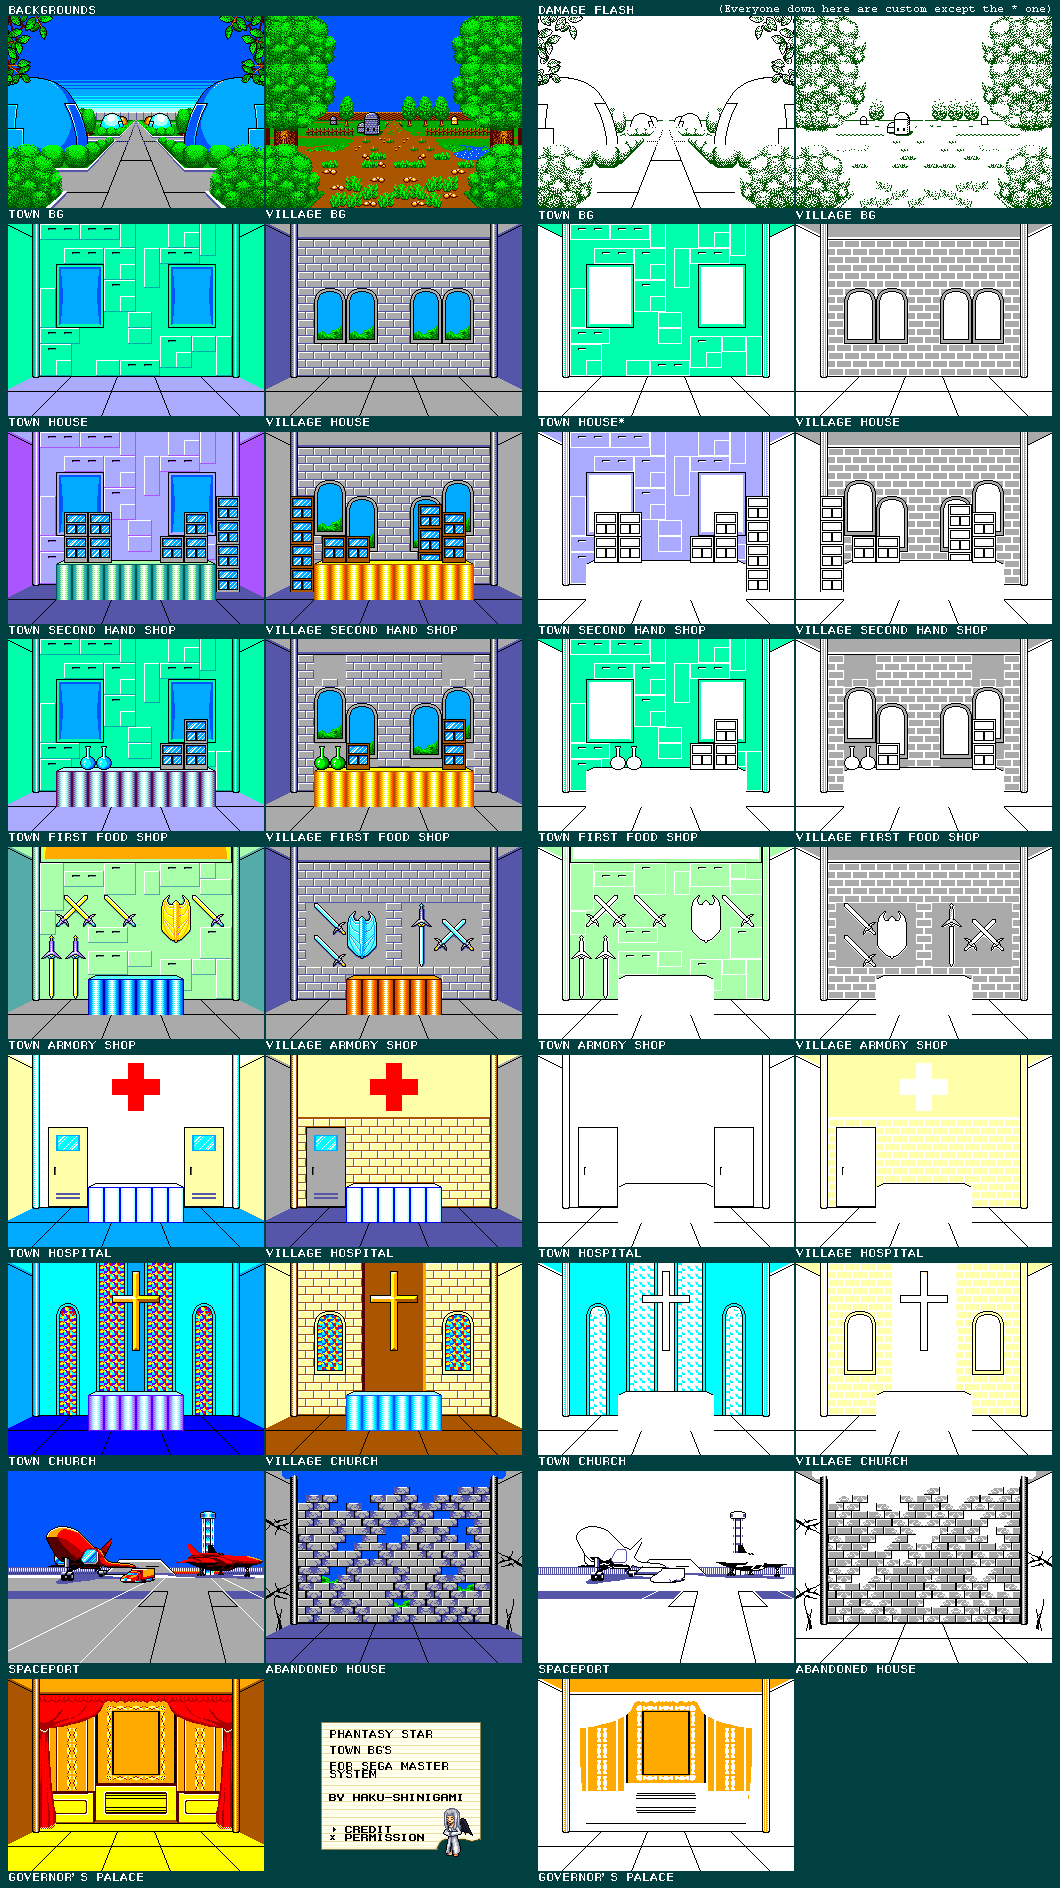 BACKGROUNDS
DAMAGE FLASH (Everyone down here are custom except the * one)
TOWN BG VILLAGE BG TOWN BG VILLAGE BG
TOWN HOUSE VILLAGE HOUSE TOWN HOUSE* VILLAGE HOUSE
TOWN SECOND HAND SHOP VILLAGE SECOND HAND SHOP TOWN SECOND HAND SHOP VILLAGE SECOND HAND SHOP
TOWN FIRST FOOD SHOP VILLAGE FIRST FOOD SHOP TOWN FIRST FOOD SHOP VILLAGE FIRST FOOD SHOP
TOWN ARMORY SHOP VILLAGE ARMORY SHOP TOWN ARMORY SHOP VILLAGE ARMORY SHOP
TOWN HOSPITAL VILLAGE HOSPITAL TOWN HOSPITAL VILLAGE HOSPITAL
TOWN CHURCH VILLAGE CHURCH TOWN CHURCH VILLAGE CHURCH
SPACEPORT ABANDONED HOUSE SPACEPORT ABANDONED HOUSE
PHANTASY STAR
TOWN BG'S
FOR SEGA MASTER
SYSTEM
BY HAKU-SHINIGAMI
> CREDIT
x PERMISSION
GOVERNOR'S PALACE GOVERNOR'S PALACE